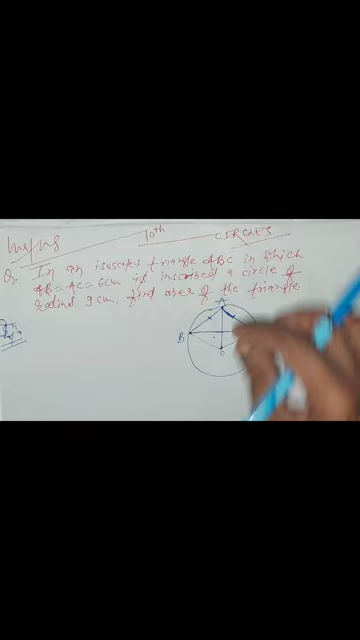 10th
CIRCLES
Q. In an isosceles triangle ABC in which
AB = AC = 6cm is inscribed a circle of
radius 9cm, find area of the triangle
A
B
O